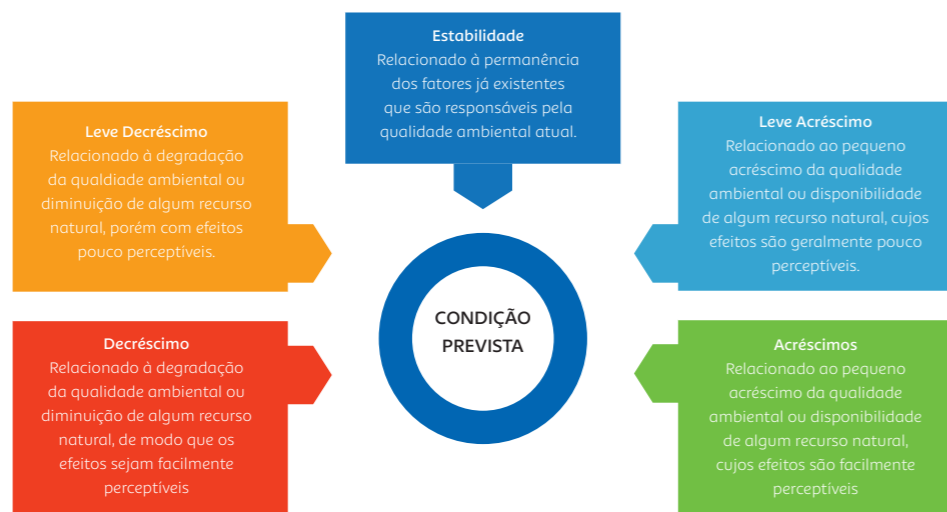 Estabilidade
Relacionado à permanência
dos fatores já existentes
que são responsáveis pela
qualidade ambiental atual.
Leve Decréscimo
Relacionado à degradação
da qualdiade ambiental ou
diminuição de algum recurso
natural, porém com efeitos
pouco perceptíveis.
Leve Acréscimo
Relacionado ao pequeno
acréscimo da qualidade
ambiental ou disponibilidade
de algum recurso natural, cujos
efeitos são geralmente pouco
perceptíveis.
CONDIÇÃO
PREVISTA
Decréscimo
Relacionado à degradação
da qualidade ambiental ou
diminuição de algum recurso
natural, de modo que os
efeitos sejam facilmente
perceptíveis
Acréscimos
Relacionado ao pequeno
acréscimo da qualidade
ambiental ou disponibilidade
de algum recurso natural,
cujos efeitos são facilmente
perceptíveis